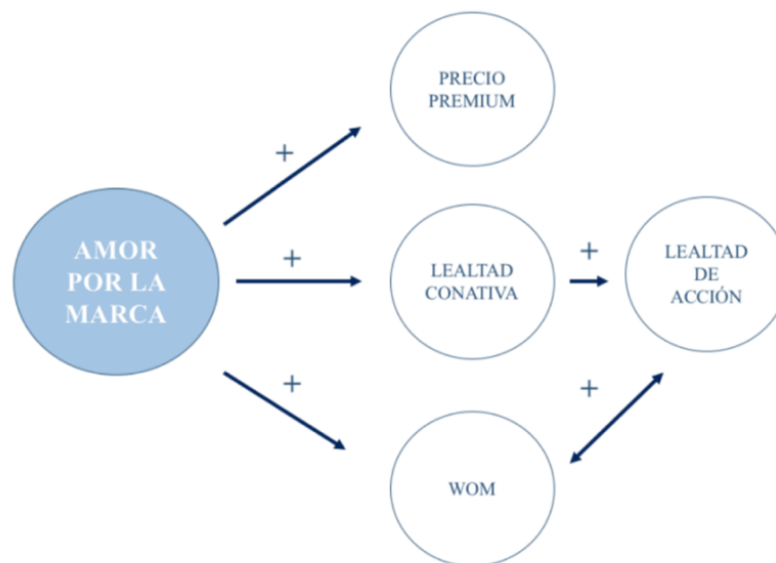 PRECIO
PREMIUM
+
AMOR
POR LA
MARCA
+
LEALTAD
CONATIVA
+
LEALTAD
DE
ACCIÓN
+
WOM
+